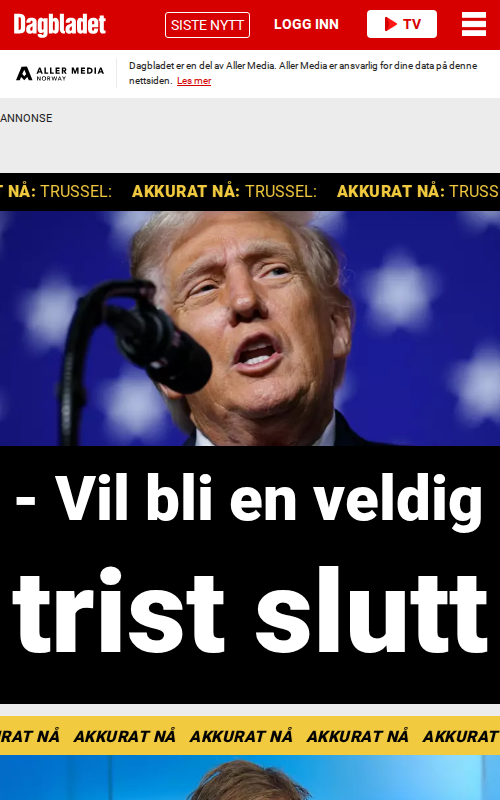 Dagbladet
SISTE NYTT
LOGG INN
TV
ALLER MEDIA
NORWAY
Dagbladet er en del av Aller Media. Aller Media er ansvarlig for dine data på denne
nettsiden. Les mer
ANNONSE
T NÅ: TRUSSEL: AKKURAT NÅ: TRUSSEL: AKKURAT NÅ: TRUSS
- Vil bli en veldig
trist slutt
RAT NÅ AKKURAT NÅ AKKURAT NÅ AKKURAT NÅ AKKURAT